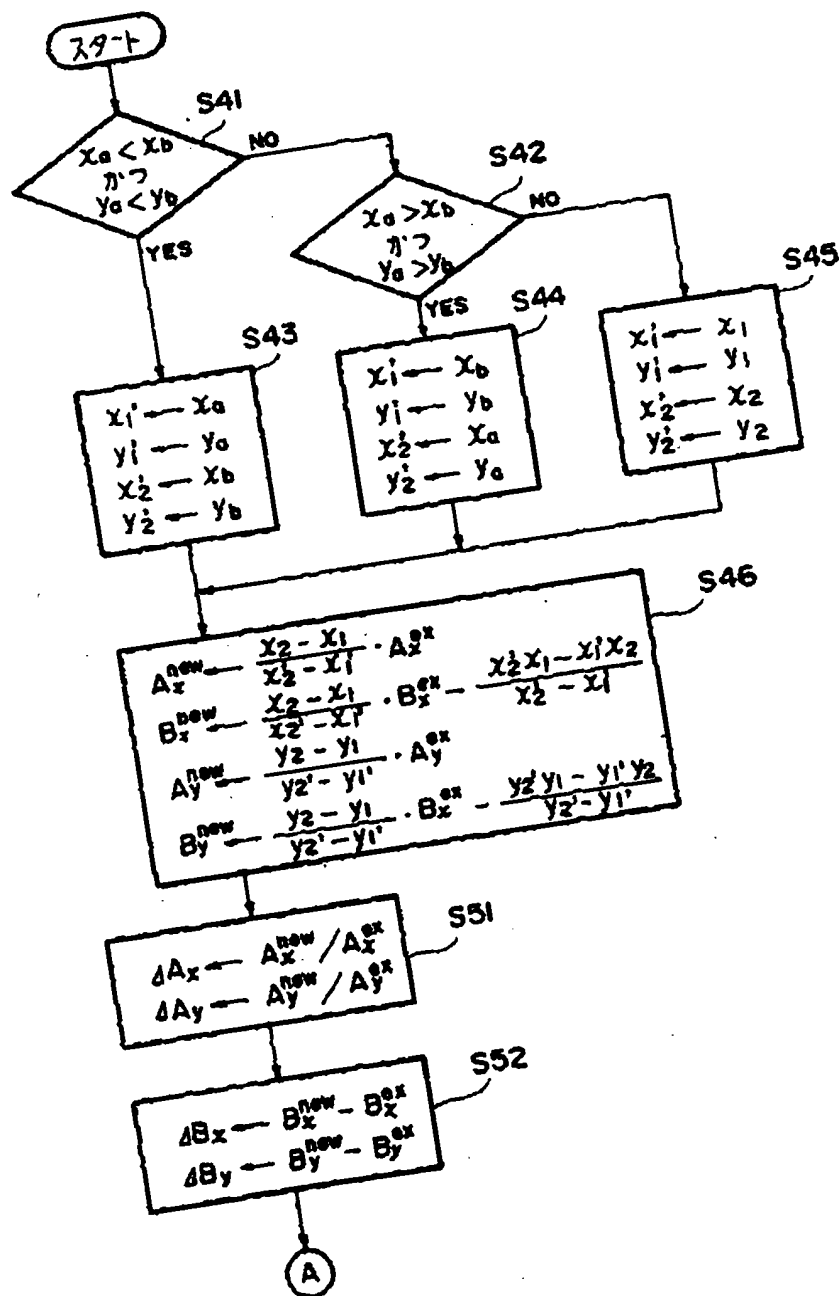 スタート
S41
xa < xb
かつ
ya < yb
NO
YES
S42
xa > xb
かつ
ya > yb
NO
YES
S43
x1' ← xa
y1' ← ya
x2' ← xb
y2' ← yb
S44
x1' ← xb
y1' ← yb
x2' ← xa
y2' ← ya
S45
x1' ← x1
y1' ← y1
x2' ← x2
y2' ← y2
S46
Ax^new ← (x2 - x1)/(x2' - x1') · Ax^ex
Bx^new ← (x2 - x1)/(x2' - x1') · Bx^ex - (x2'x1 - x1'x2)/(x2' - x1')
Ay^new ← (y2 - y1)/(y2' - y1') · Ay^ex
By^new ← (y2 - y1)/(y2' - y1') · Bx^ex - (y2'y1 - y1'y2)/(y2' - y1')
S51
ΔAx ← Ax^new / Ax^ex
ΔAy ← Ay^new / Ay^ex
S52
ΔBx ← Bx^new - Bx^ex
ΔBy ← By^new - By^ex
A